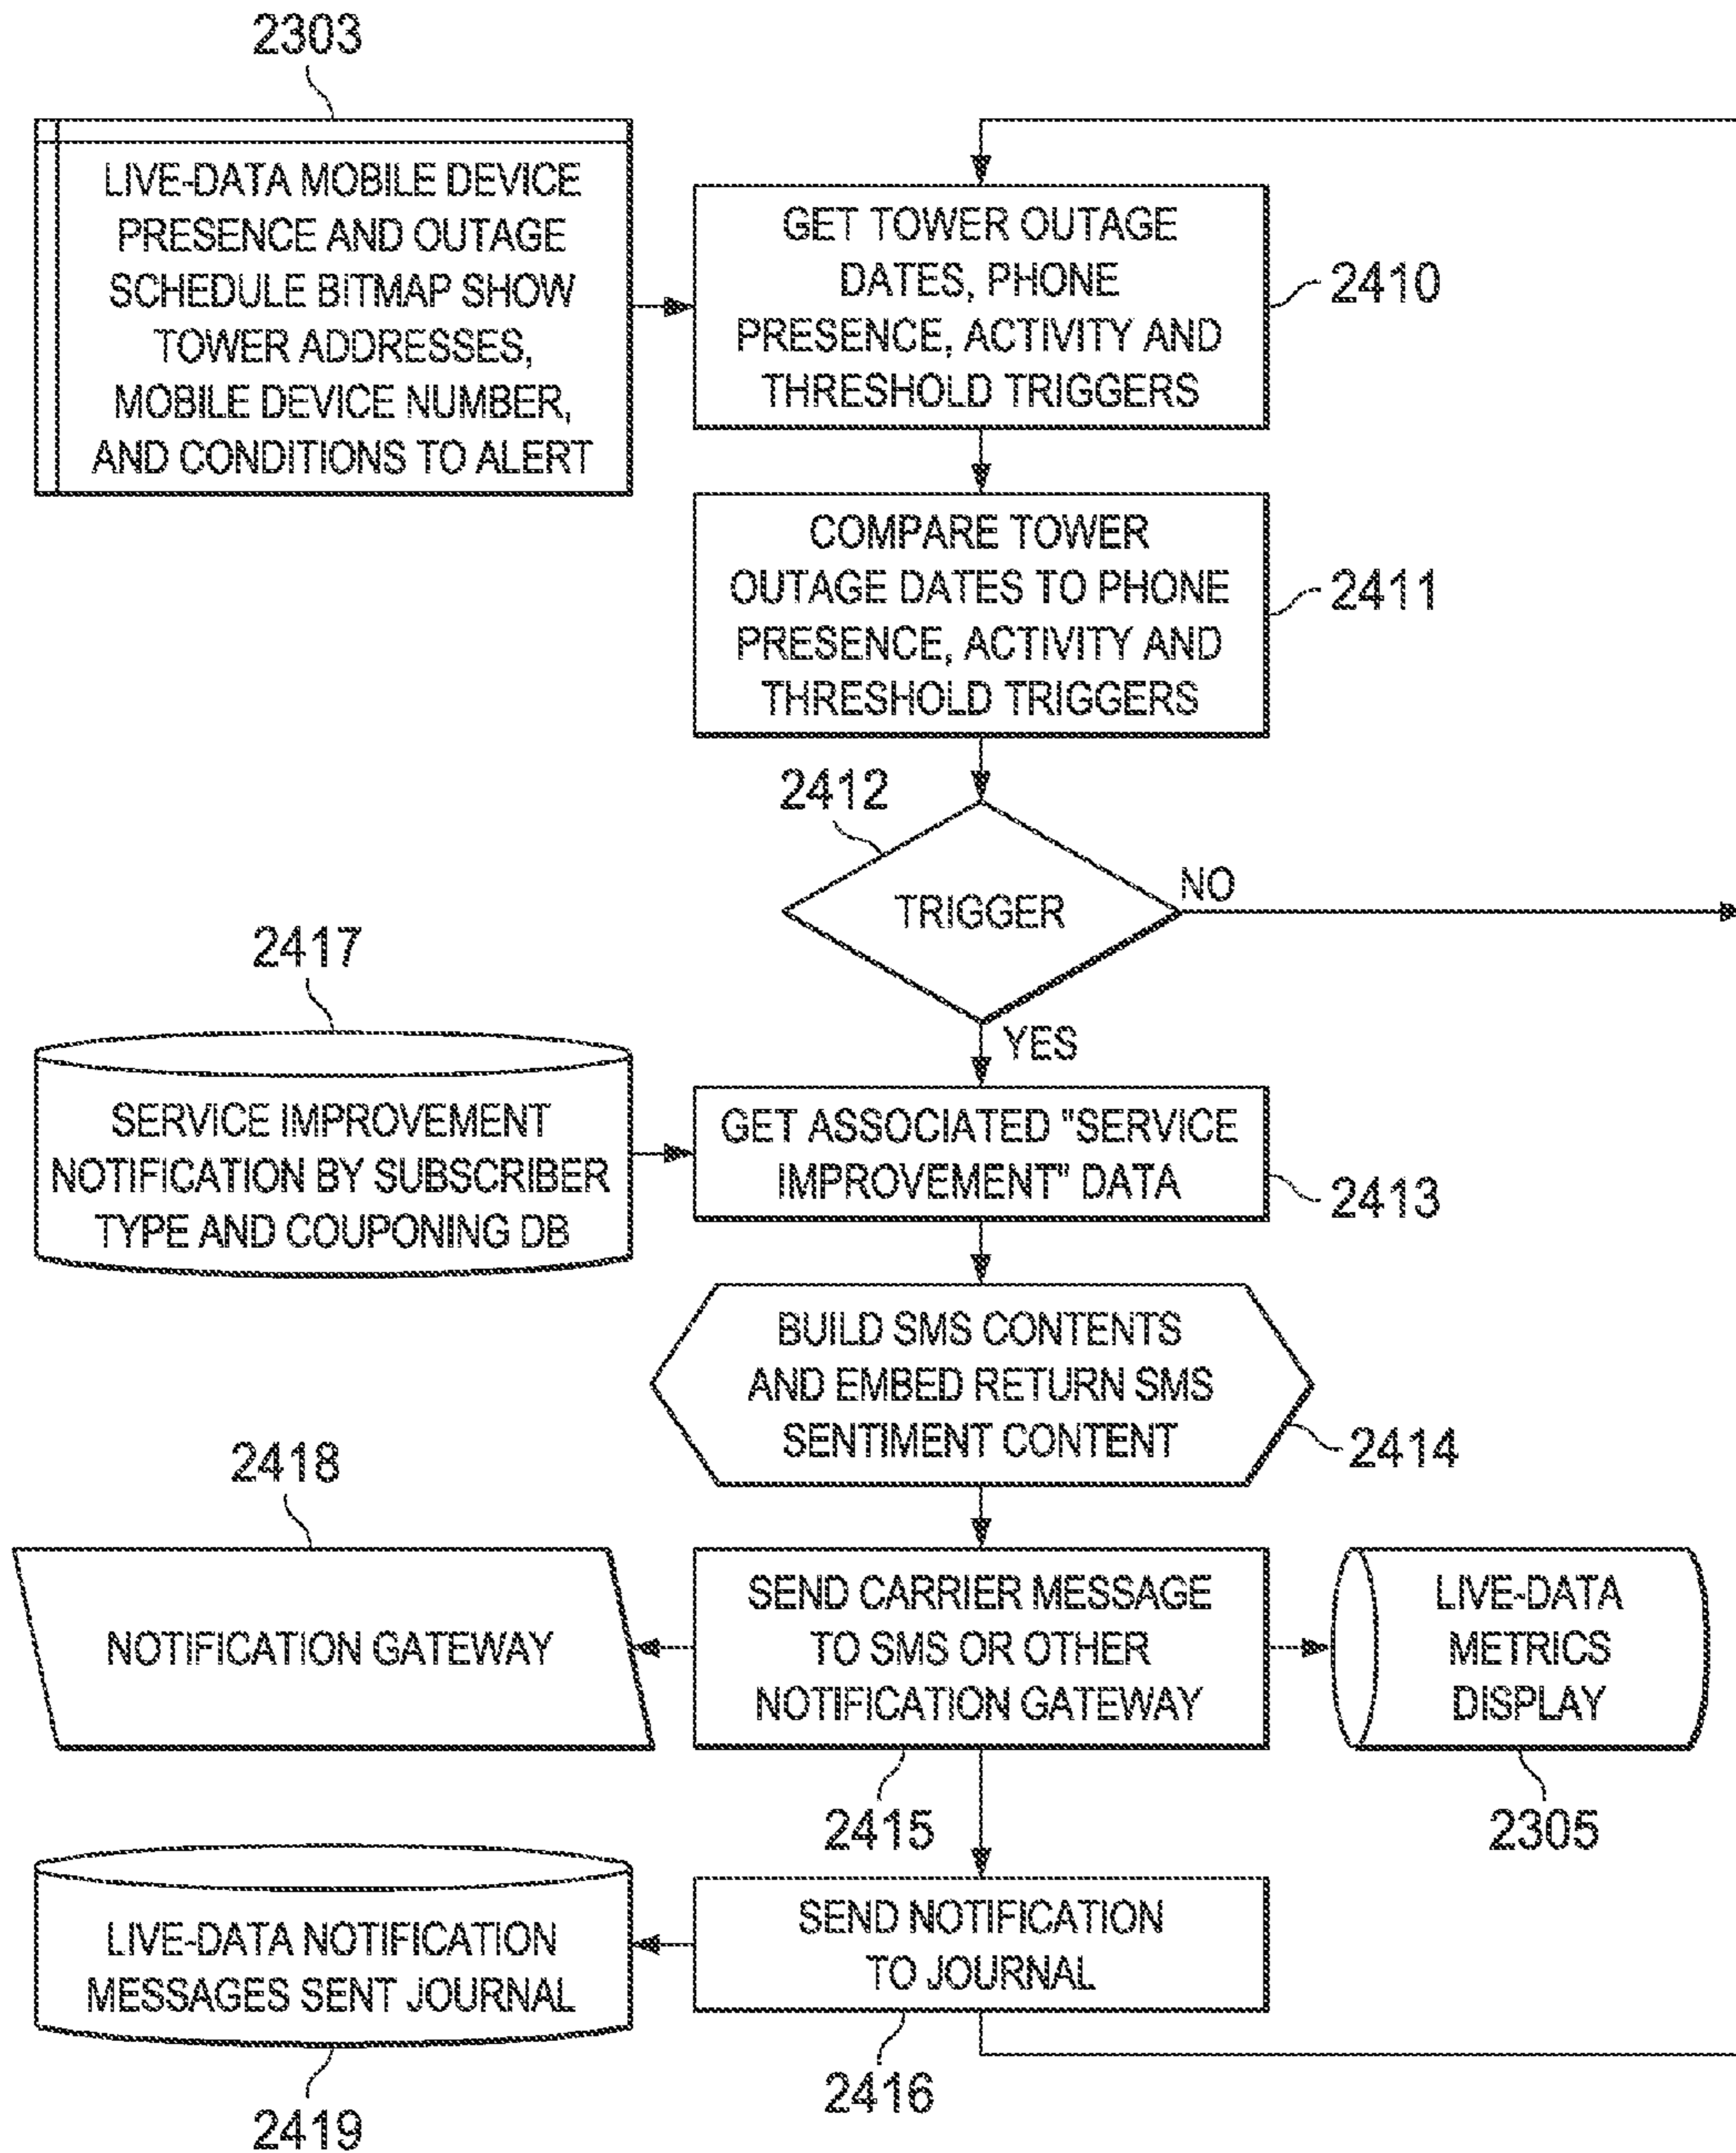 2303
LIVE-DATA MOBILE DEVICE
PRESENCE AND OUTAGE
SCHEDULE BITMAP SHOW
TOWER ADDRESSES,
MOBILE DEVICE NUMBER,
AND CONDITIONS TO ALERT
GET TOWER OUTAGE
DATES, PHONE
PRESENCE, ACTIVITY AND
THRESHOLD TRIGGERS
2410
COMPARE TOWER
OUTAGE DATES TO PHONE
PRESENCE, ACTIVITY AND
THRESHOLD TRIGGERS
2411
2412
TRIGGER
NO
YES
2417
SERVICE IMPROVEMENT
NOTIFICATION BY SUBSCRIBER
TYPE AND COUPONING DB
GET ASSOCIATED "SERVICE
IMPROVEMENT" DATA
2413
BUILD SMS CONTENTS
AND EMBED RETURN SMS
SENTIMENT CONTENT
2414
2418
NOTIFICATION GATEWAY
SEND CARRIER MESSAGE
TO SMS OR OTHER
NOTIFICATION GATEWAY
2415
LIVE-DATA
METRICS
DISPLAY
2305
LIVE-DATA NOTIFICATION
MESSAGES SENT JOURNAL
2419
SEND NOTIFICATION
TO JOURNAL
2416